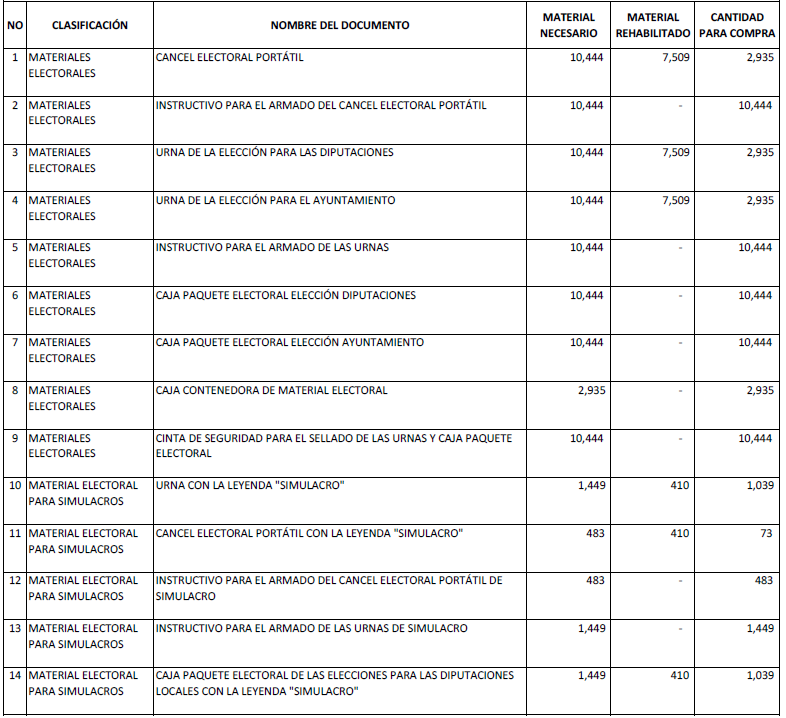 NO CLASIFICACIÓN NOMBRE DEL DOCUMENTO MATERIAL NECESARIO MATERIAL REHABILITADO CANTIDAD PARA COMPRA
1 MATERIALES ELECTORALES CANCEL ELECTORAL PORTÁTIL 10,444 7,509 2,935
2 MATERIALES ELECTORALES INSTRUCTIVO PARA EL ARMADO DEL CANCEL ELECTORAL PORTÁTIL 10,444 - 10,444
3 MATERIALES ELECTORALES URNA DE LA ELECCIÓN PARA LAS DIPUTACIONES 10,444 7,509 2,935
4 MATERIALES ELECTORALES URNA DE LA ELECCIÓN PARA EL AYUNTAMIENTO 10,444 7,509 2,935
5 MATERIALES ELECTORALES INSTRUCTIVO PARA EL ARMADO DE LAS URNAS 10,444 - 10,444
6 MATERIALES ELECTORALES CAJA PAQUETE ELECTORAL ELECCIÓN DIPUTACIONES 10,444 - 10,444
7 MATERIALES ELECTORALES CAJA PAQUETE ELECTORAL ELECCIÓN AYUNTAMIENTO 10,444 - 10,444
8 MATERIALES ELECTORALES CAJA CONTENEDORA DE MATERIAL ELECTORAL 2,935 - 2,935
9 MATERIALES ELECTORALES CINTA DE SEGURIDAD PARA EL SELLADO DE LAS URNAS Y CAJA PAQUETE ELECTORAL 10,444 - 10,444
10 MATERIAL ELECTORAL PARA SIMULACROS URNA CON LA LEYENDA "SIMULACRO" 1,449 410 1,039
11 MATERIAL ELECTORAL PARA SIMULACROS CANCEL ELECTORAL PORTÁTIL CON LA LEYENDA "SIMULACRO" 483 410 73
12 MATERIAL ELECTORAL PARA SIMULACROS INSTRUCTIVO PARA EL ARMADO DEL CANCEL ELECTORAL PORTÁTIL DE SIMULACRO 483 - 483
13 MATERIAL ELECTORAL PARA SIMULACROS INSTRUCTIVO PARA EL ARMADO DE LAS URNAS DE SIMULACRO 1,449 - 1,449
14 MATERIAL ELECTORAL PARA SIMULACROS CAJA PAQUETE ELECTORAL DE LAS ELECCIONES PARA LAS DIPUTACIONES LOCALES CON LA LEYENDA "SIMULACRO" 1,449 410 1,039